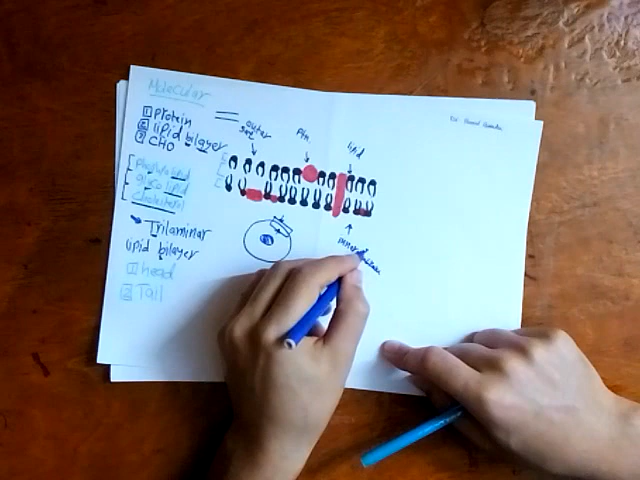 Molecular
1 protein
2 lipid bilayer
3 CHO
outer
Ptn.
lipid
phospholipid
glycolipid
cholesterol
Trilaminar
lipid bilayer
1 head
2 Tail